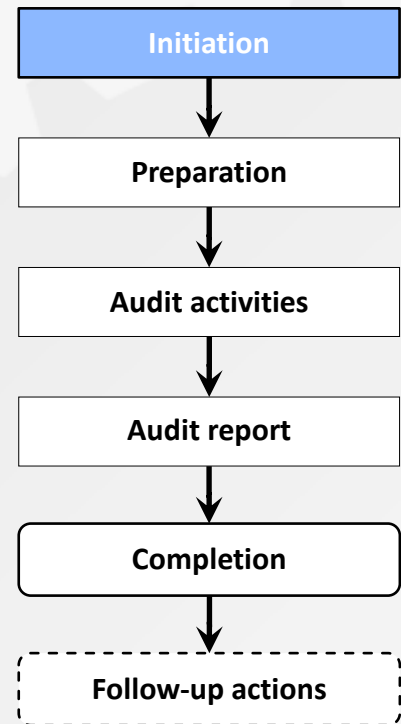 Initiation
Preparation
Audit activities
Audit report
Completion
Follow-up actions